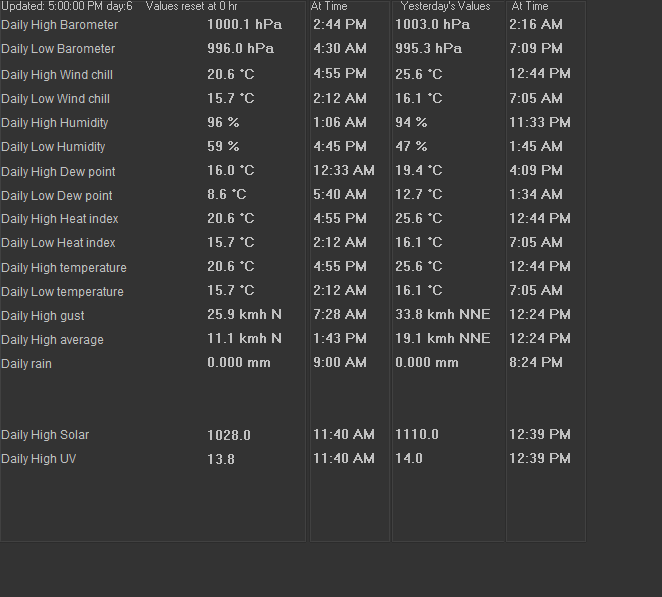 Updated: 5:00:00 PM day:6 Values reset at 0 hr At Time Yesterday's Values At Time
Daily High Barometer 1000.1 hPa 2:44 PM 1003.0 hPa 2:16 AM
Daily Low Barometer 996.0 hPa 4:30 AM 995.3 hPa 7:09 PM
Daily High Wind chill 20.6 °C 4:55 PM 25.6 °C 12:44 PM
Daily Low Wind chill 15.7 °C 2:12 AM 16.1 °C 7:05 AM
Daily High Humidity 96 % 1:06 AM 94 % 11:33 PM
Daily Low Humidity 59 % 4:45 PM 47 % 1:45 AM
Daily High Dew point 16.0 °C 12:33 AM 19.4 °C 4:09 PM
Daily Low Dew point 8.6 °C 5:40 AM 12.7 °C 1:34 AM
Daily High Heat index 20.6 °C 4:55 PM 25.6 °C 12:44 PM
Daily Low Heat index 15.7 °C 2:12 AM 16.1 °C 7:05 AM
Daily High temperature 20.6 °C 4:55 PM 25.6 °C 12:44 PM
Daily Low temperature 15.7 °C 2:12 AM 16.1 °C 7:05 AM
Daily High gust 25.9 kmh N 7:28 AM 33.8 kmh NNE 12:24 PM
Daily High average 11.1 kmh N 1:43 PM 19.1 kmh NNE 12:24 PM
Daily rain 0.000 mm 9:00 AM 0.000 mm 8:24 PM
Daily High Solar 1028.0 11:40 AM 1110.0 12:39 PM
Daily High UV 13.8 11:40 AM 14.0 12:39 PM